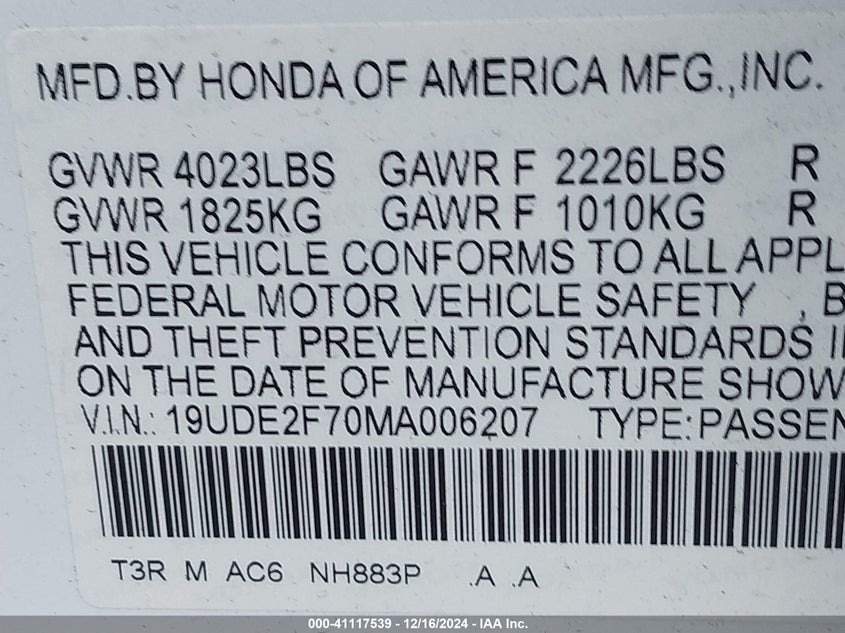 MFD.BY HONDA OF AMERICA MFG.,INC.
GVWR 4023LBS GAWR F 2226LBS R
GVWR 1825KG GAWR F 1010KG R
THIS VEHICLE CONFORMS TO ALL APPL
FEDERAL MOTOR VEHICLE SAFETY , B
AND THEFT PREVENTION STANDARDS I
ON THE DATE OF MANUFACTURE SHOW
V.I.N.: 19UDE2F70MA006207 TYPE:PASSEN
T3R M AC6 NH883P .A .A
000-41117539 - 12/16/2024 - IAA Inc.